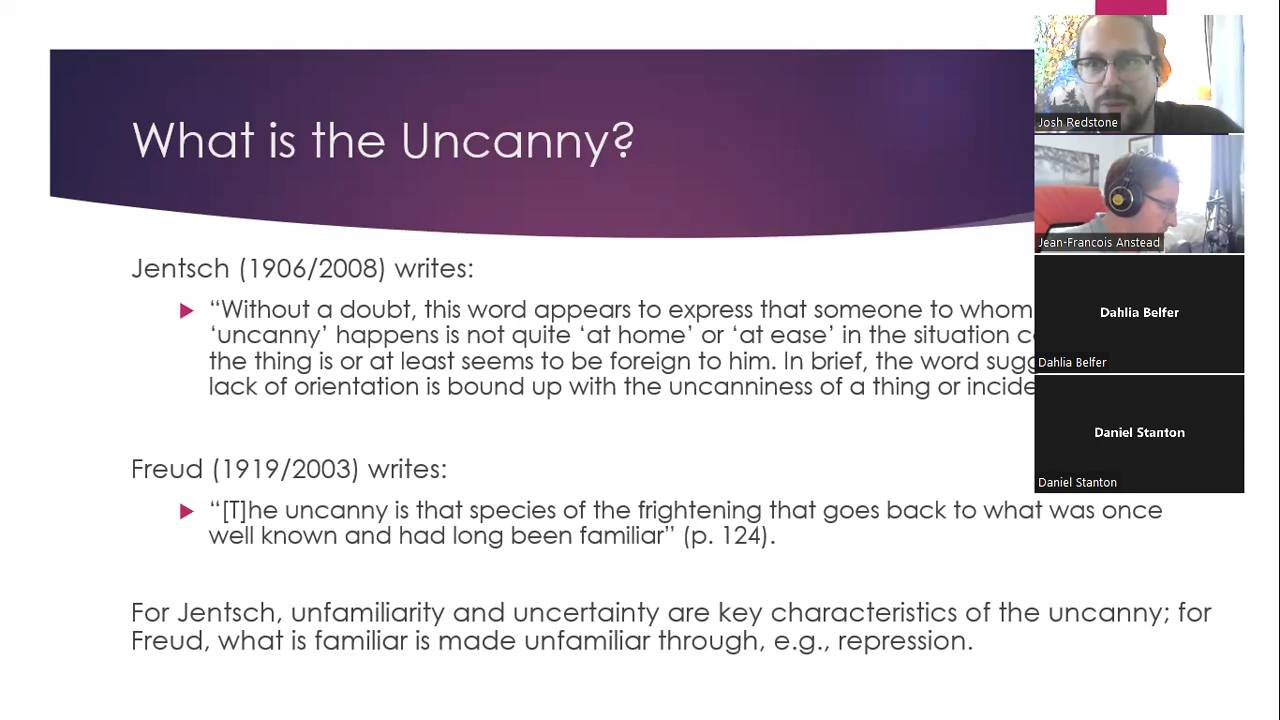 What is the Uncanny?
Jentsch (1906/2008) writes:
“Without a doubt, this word appears to express that someone to whom
‘uncanny’ happens is not quite ‘at home’ or ‘at ease’ in the situation
the thing is or at least seems to be foreign to him. In brief, the word
lack of orientation is bound up with the uncanniness of a thing or
Freud (1919/2003) writes:
“[T]he uncanny is that species of the frightening that goes back to what was once
well known and had long been familiar” (p. 124).
For Jentsch, unfamiliarity and uncertainty are key characteristics of the uncanny; for
Freud, what is familiar is made unfamiliar through, e.g., repression.
Josh Redstone
Jean-Francois Anstead
Dahlia Belfer
Dahlia Belfer
Daniel Stanton
Daniel Stanton